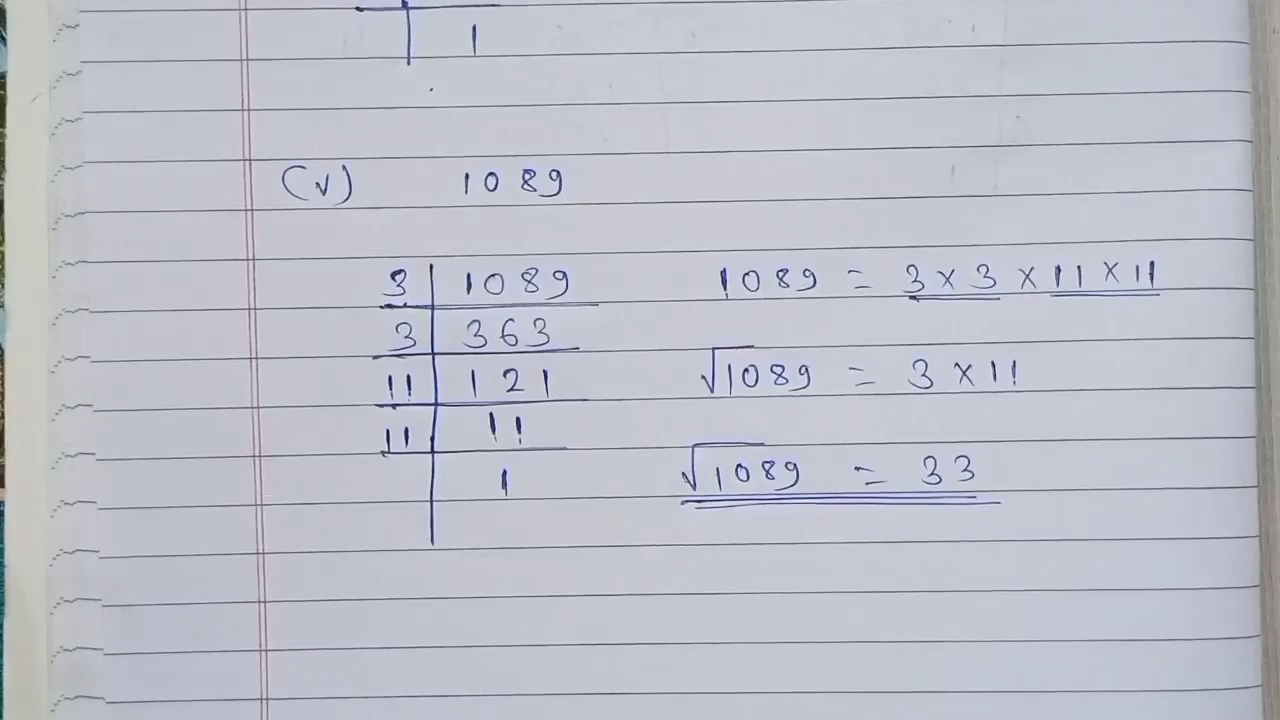 1
(v) 1089
3 | 1089 1089 = 3 × 3 × 11 × 11
3 | 363
11 | 121 √1089 = 3 × 11
11 | 11
1 √1089 = 33